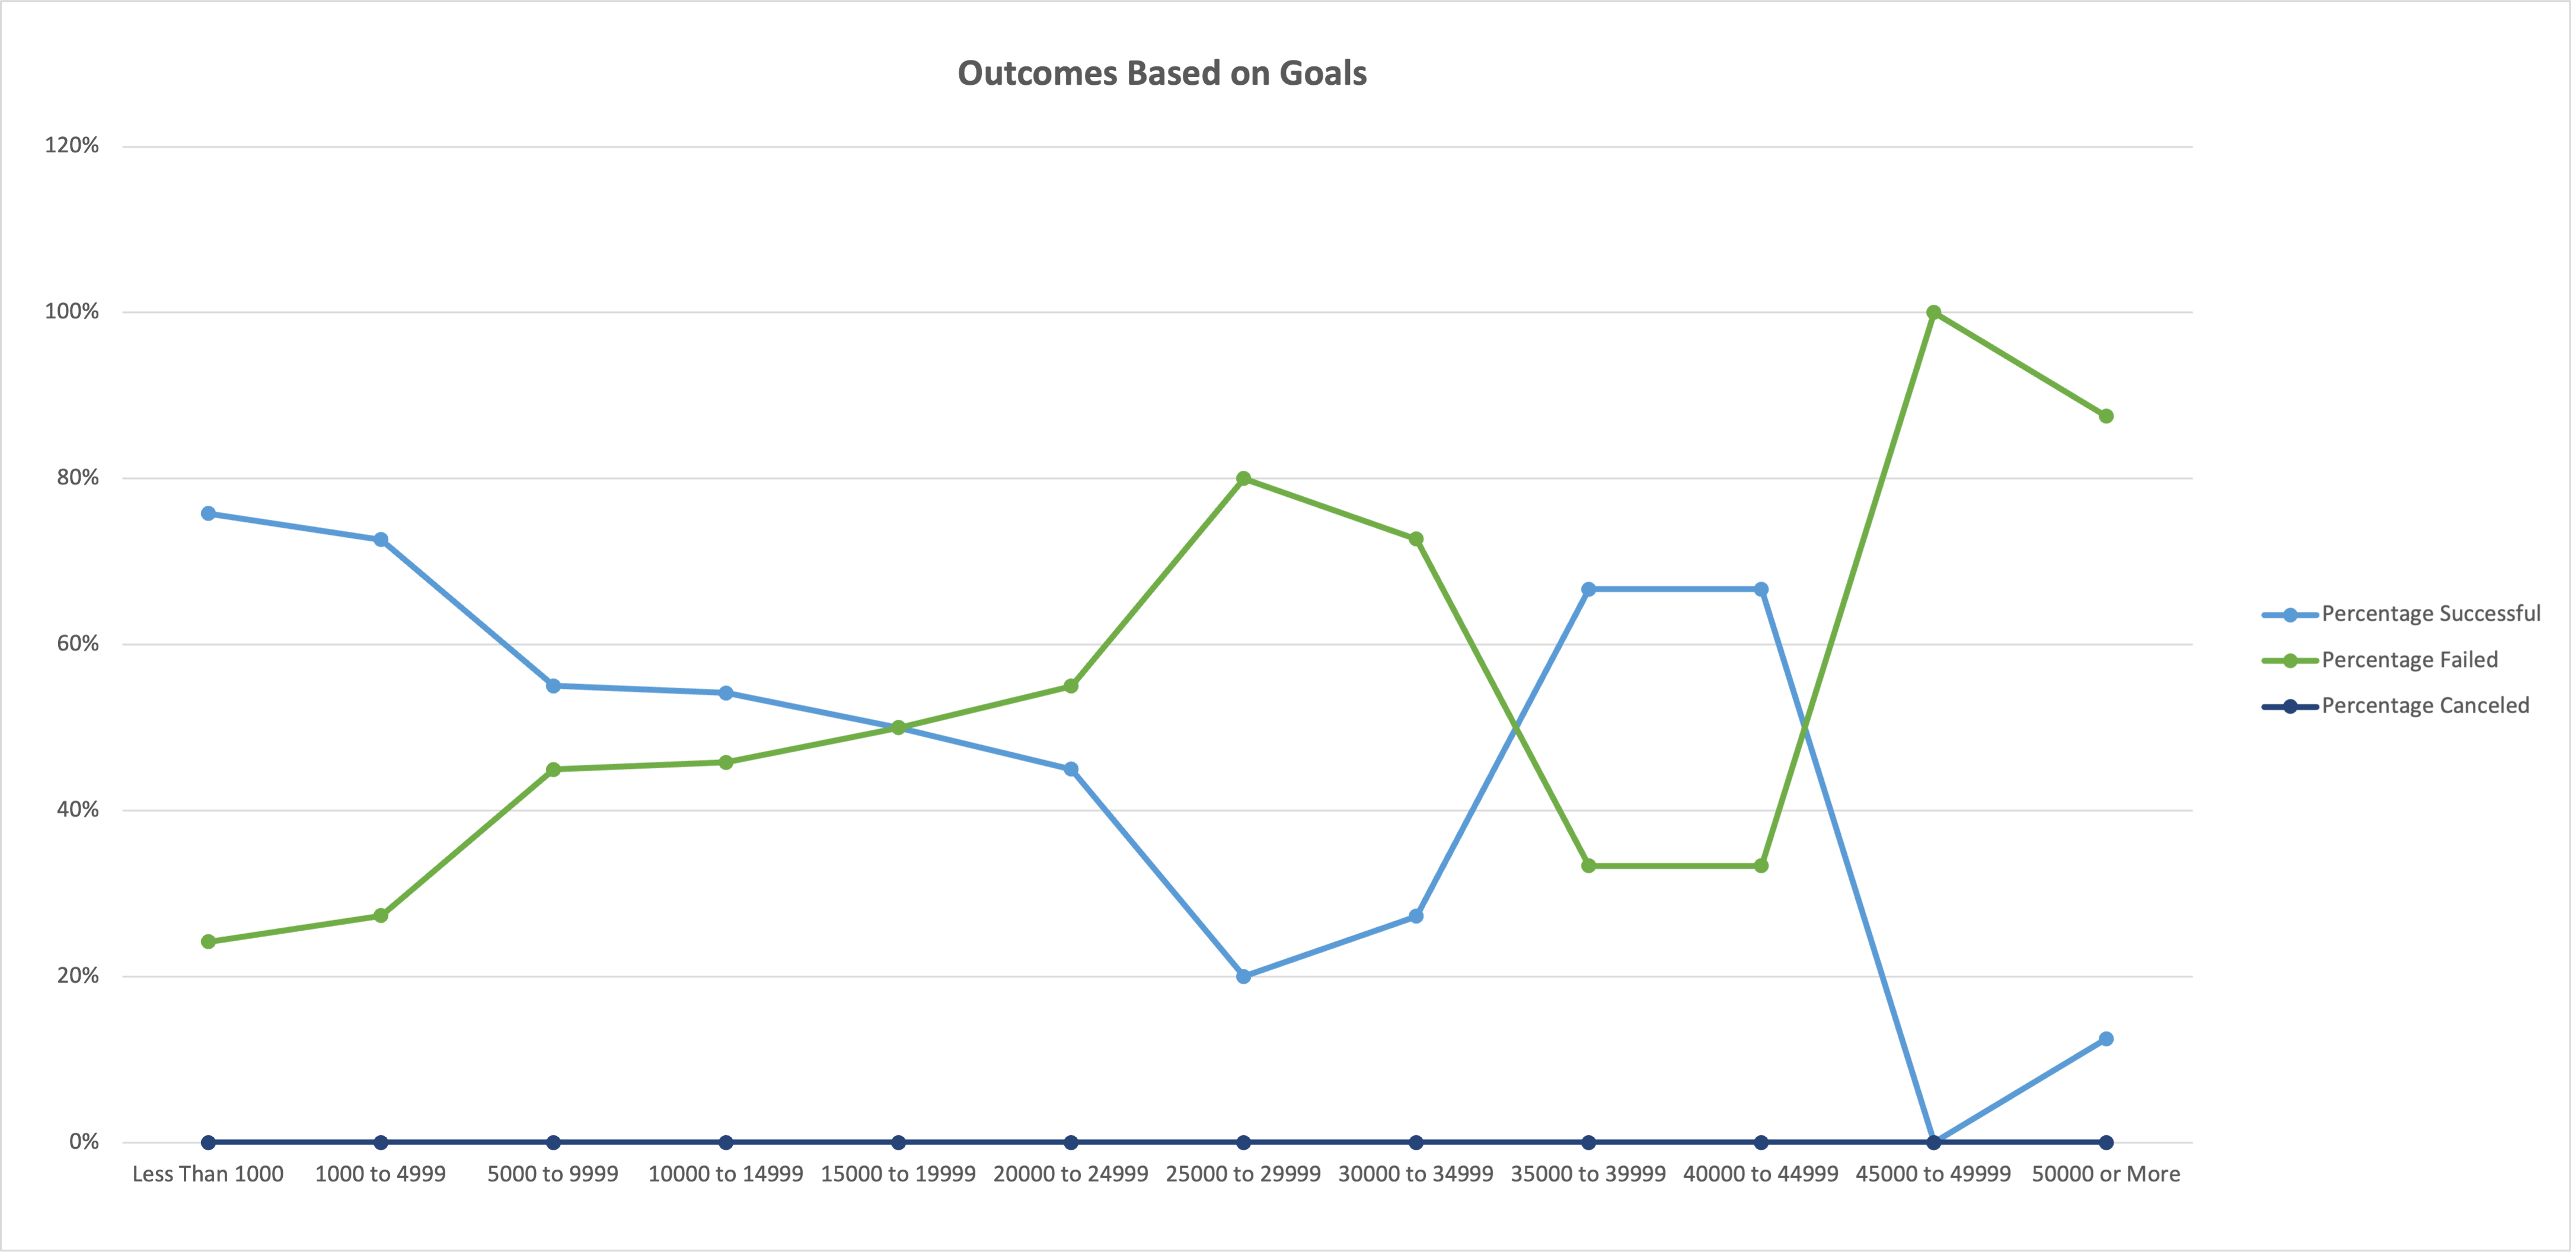 Outcomes Based on Goals
120%
100%
80%
60%
40%
20%
0%
Less Than 1000 1000 to 4999 5000 to 9999 10000 to 14999 15000 to 19999 20000 to 24999 25000 to 29999 30000 to 34999 35000 to 39999 40000 to 44999 45000 to 49999 50000 or More
Percentage Successful
Percentage Failed
Percentage Canceled